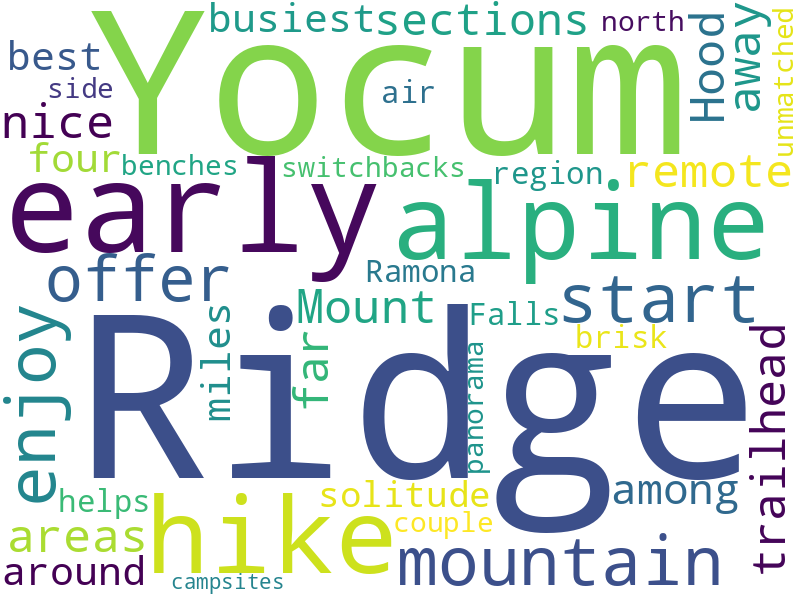 busiest
sections
north
Yocum
best
Hood
away
unmatched
side
air
nice
four
benches
switchbacks
region
remote
early
alpine
offer
Ramona
Mount
Falls
start
enjoy
miles
far
brisk
Ridge
panorama
trailhead
helps
solitude
among
areas
hike
couple
mountain
around
campsites